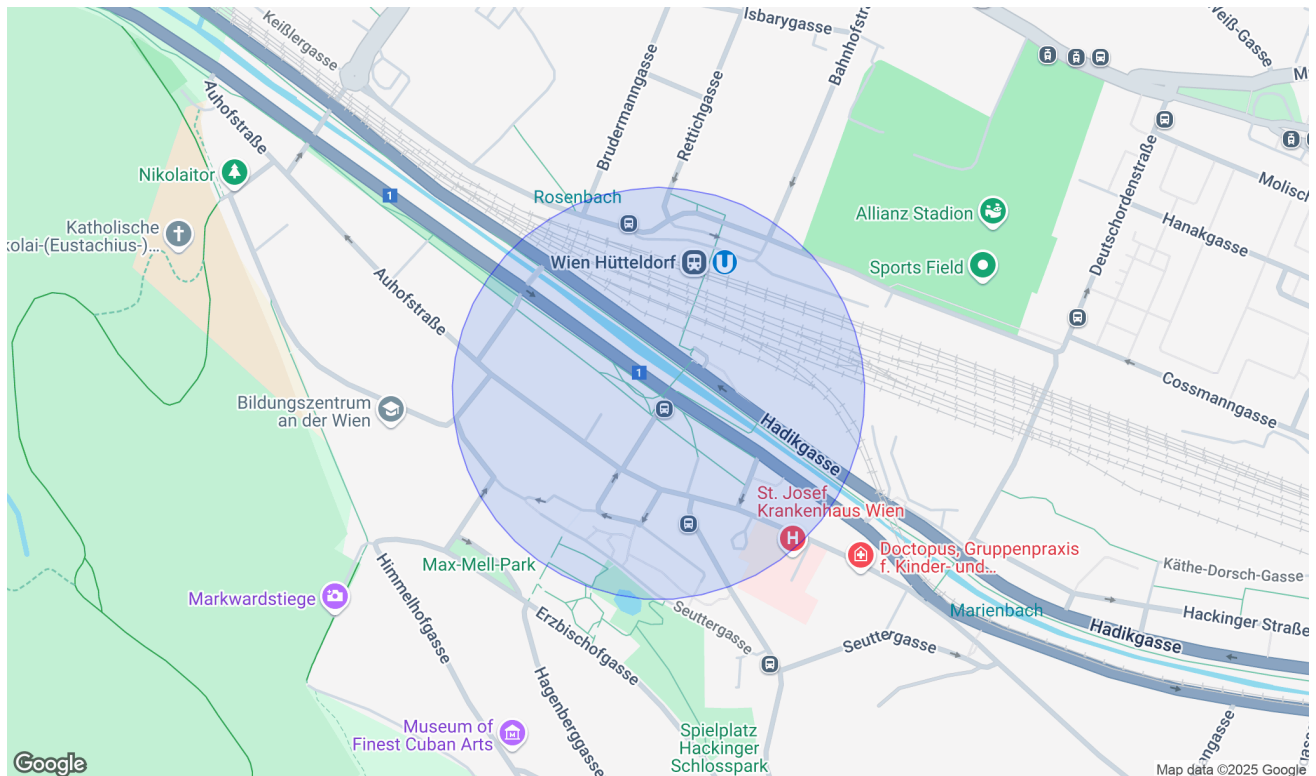 Keißlergasse
Isbarygasse
Bahnhofstr
Weiß-Gasse
Auhofstraße
Brudermanngasse
Rettichgasse
Deutschordenstraße
Nikolaitor
1
Rosenbach
Allianz Stadion
Hanakgasse
Katholische
kolai-(Eustachius-)...
Wien Hütteldorf
U
Sports Field
Auhofstraße
1
Cossmanngasse
Bildungszentrum
an der Wien
Hadikgasse
St. Josef
Krankenhaus Wien
H
Doctopus, Gruppenpraxis
f. Kinder- und...
Max-Mell-Park
Käthe-Dorsch-Gasse
Markwardstiege
Himmelhofgasse
Seuttergasse
Marienbach
Hackinger Straße
Erzbischofgasse
Seuttergasse
Hadikgasse
Hagenberggasse
Museum of
Finest Cuban Arts
Spielplatz
Hackinger
Schlosspark
Google
Map data ©2025 Google